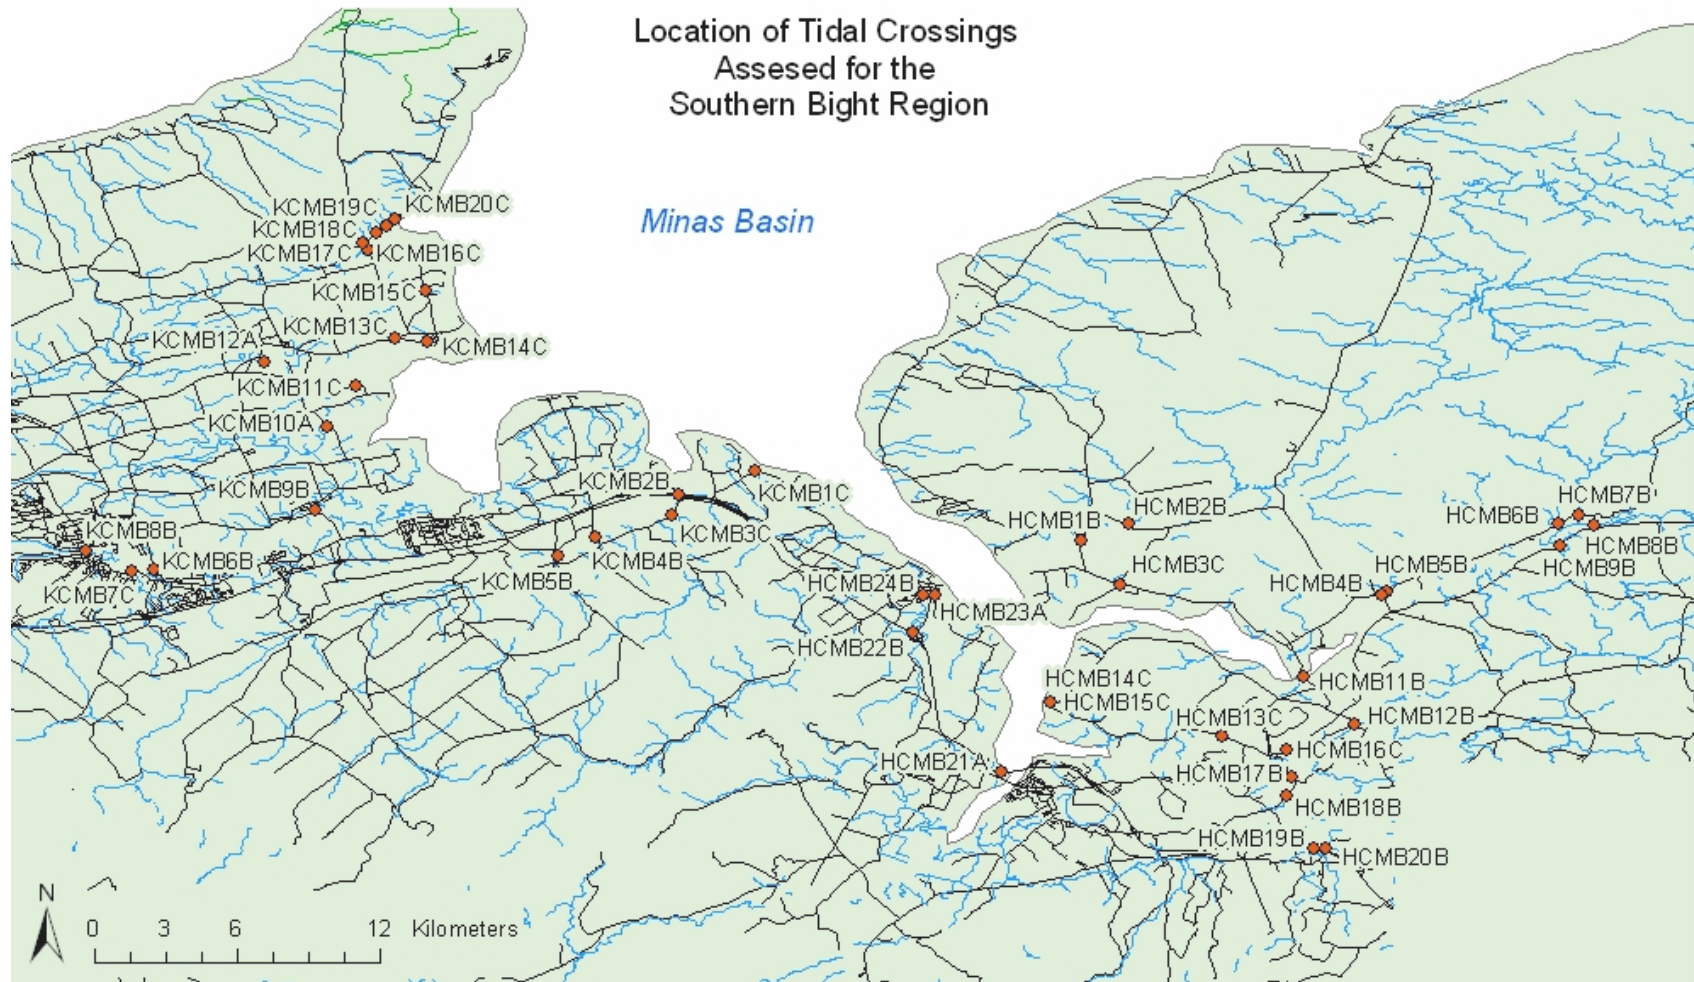 Location of Tidal Crossings
Assesed for the
Southern Bight Region
Minas Basin
KCMB19C
KCMB20C
KCMB18C
KCMB17C
KCMB16C
KCMB15C
KCMB13C
KCMB12A
KCMB14C
KCMB11C
KCMB10A
KCMB9B
KCMB2B
KCMB1C
KCMB8B
KCMB3C
KCMB6B
KCMB4B
KCMB5B
KCMB7C
HCMB7B
HCMB6B
HCMB2B
HCMB1B
HCMB8B
HCMB9B
HCMB3C
HCMB5B
HCMB4B
HCMB24B
HCMB23A
HCMB22B
HCMB14C
HCMB15C
HCMB11B
HCMB13C
HCMB12B
HCMB16C
HCMB21A
HCMB17B
HCMB18B
HCMB19B
HCMB20B
N
0 3 6 12 Kilometers